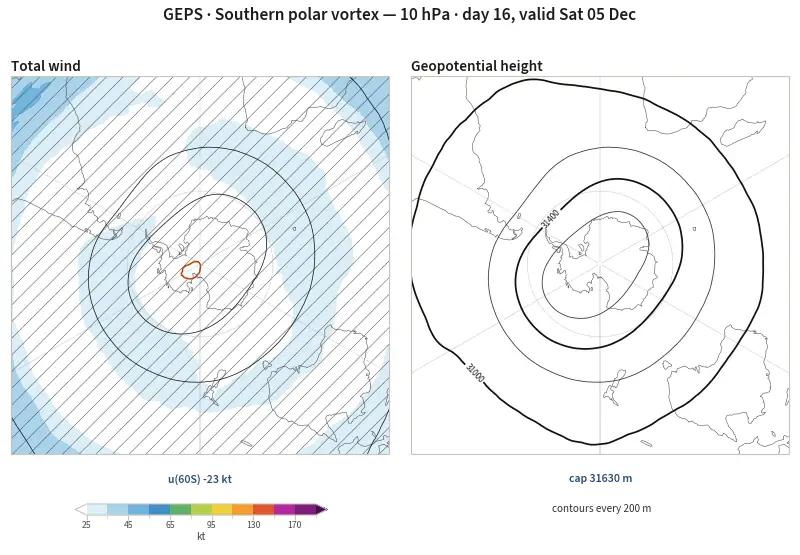 GEPS · Southern polar vortex — 10 hPa · day 16, valid Sat 05 Dec
Total wind
Geopotential height
31400
31000
u(60S) -23 kt
cap 31630 m
contours every 200 m
25 45 65 95 130 170
kt